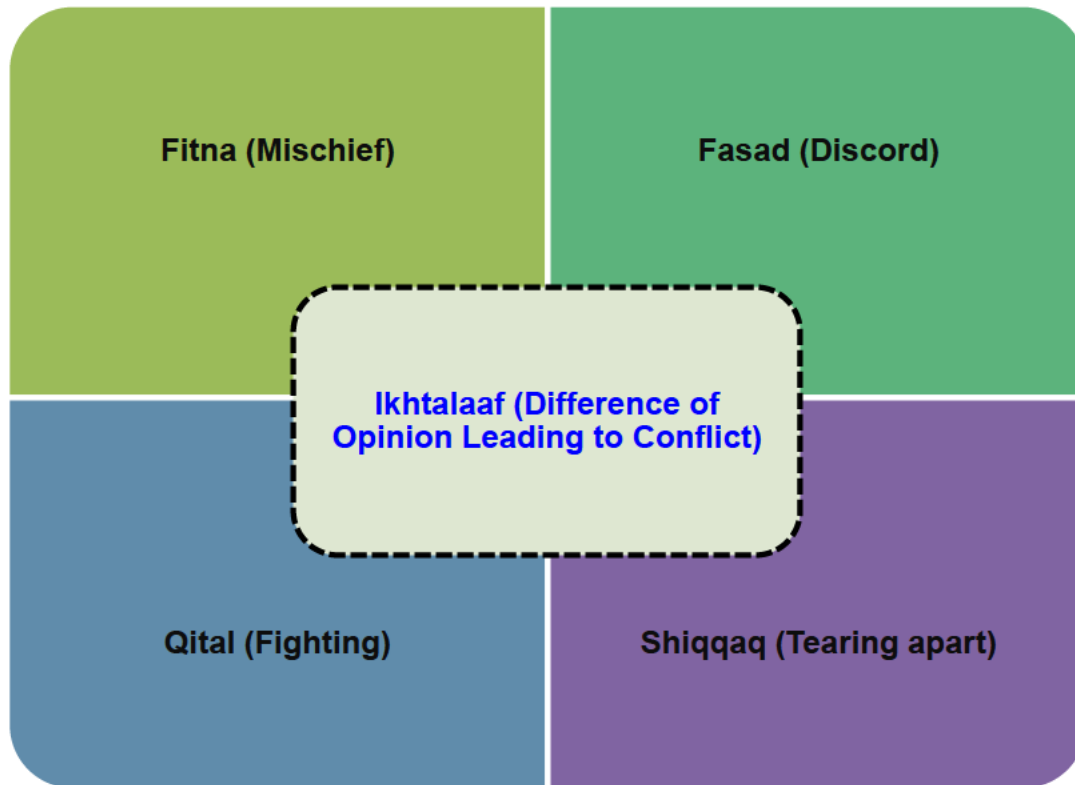 Fitna (Mischief)
Fasad (Discord)
Ikhtalaaf (Difference of
Opinion Leading to Conflict)
Qital (Fighting)
Shiqqaq (Tearing apart)